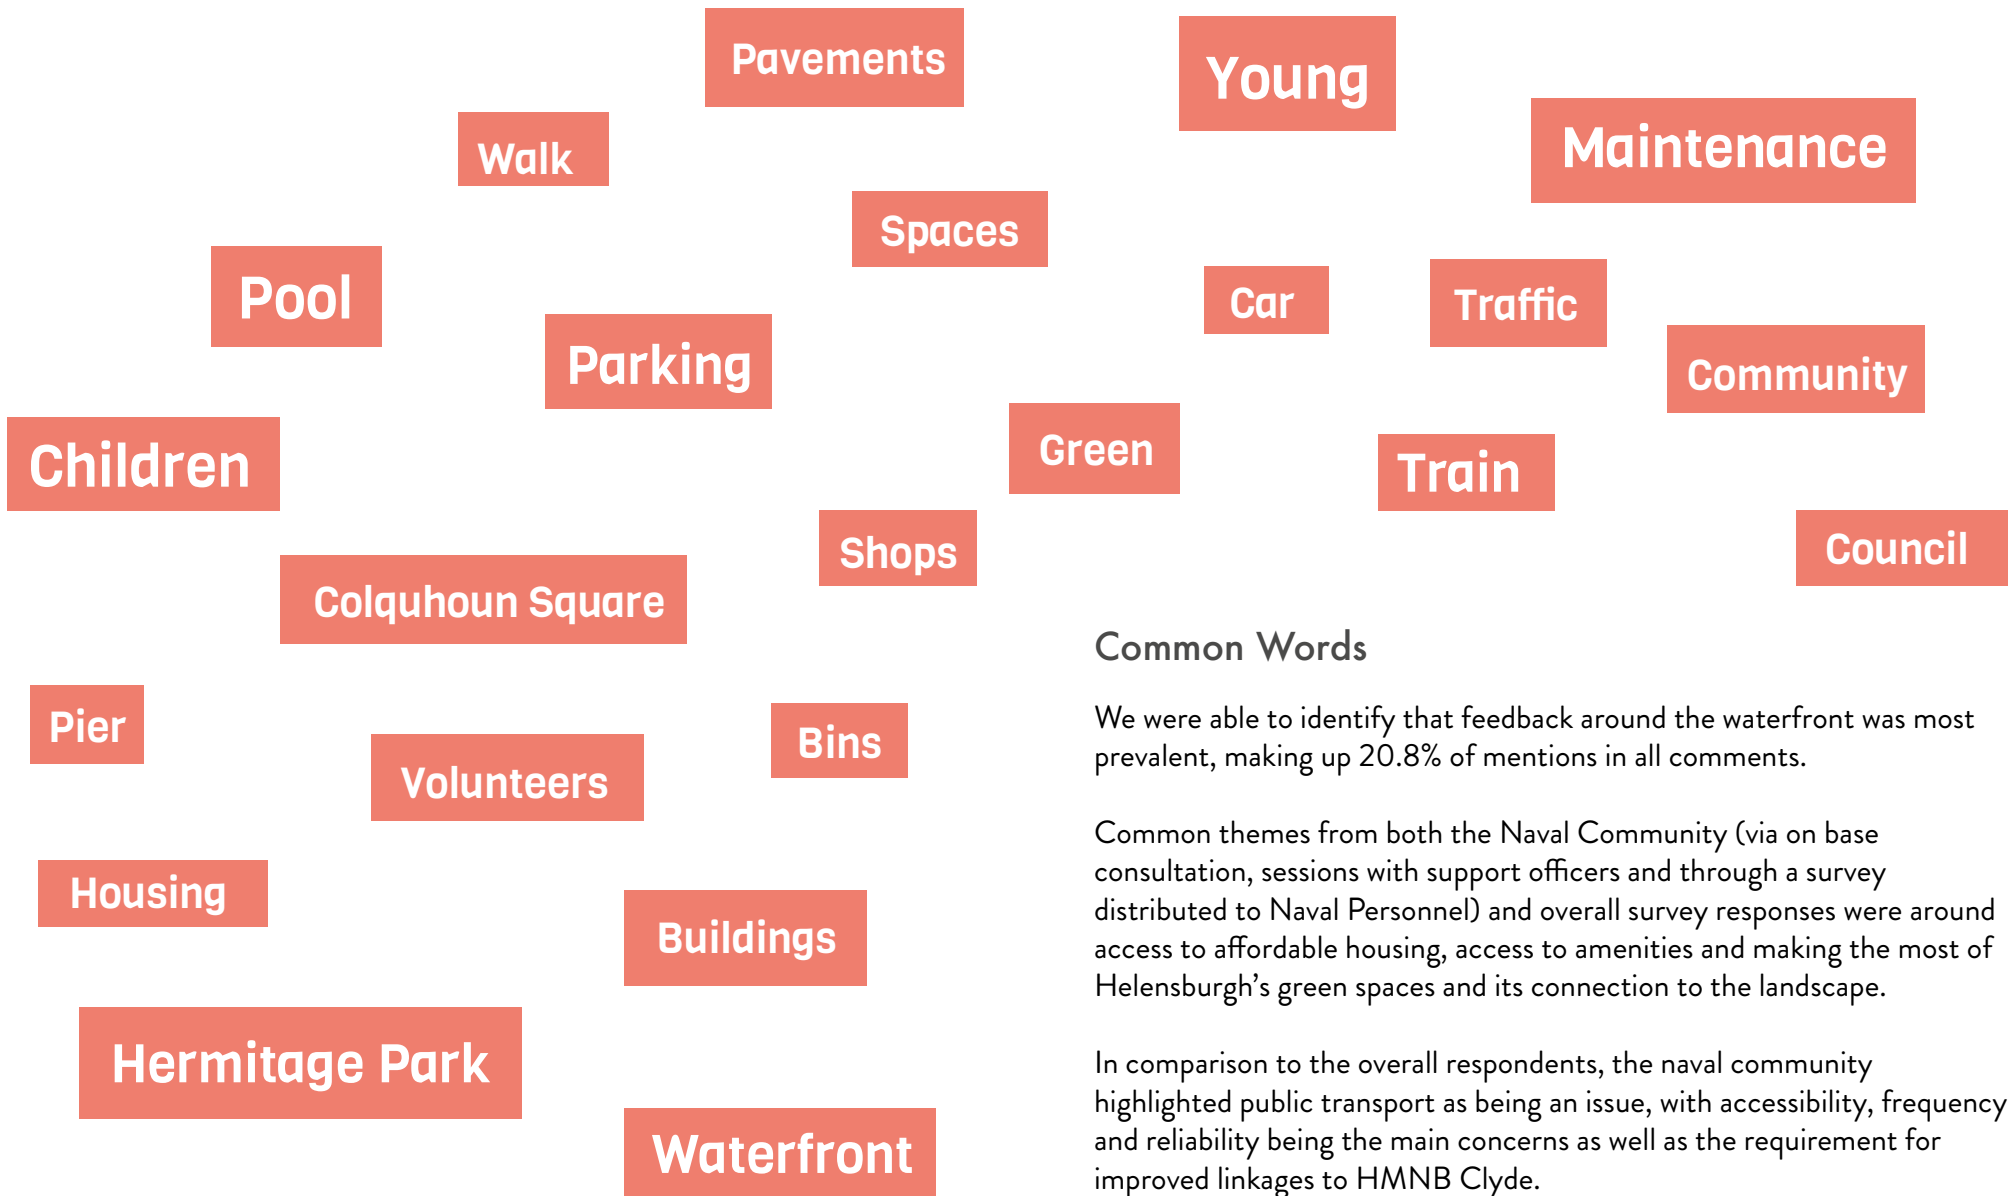 Pavements
Young
Maintenance
Walk
Spaces
Pool
Car
Traffic
Parking
Community
Children
Green
Train
Shops
Council
Colquhoun Square
Pier
Bins
Volunteers
Housing
Buildings
Hermitage Park
Waterfront
Common Words
We were able to identify that feedback around the waterfront was most
prevalent, making up 20.8% of mentions in all comments.
Common themes from both the Naval Community (via on base
consultation, sessions with support officers and through a survey
distributed to Naval Personnel) and overall survey responses were around
access to affordable housing, access to amenities and making the most of
Helensburgh’s green spaces and its connection to the landscape.
In comparison to the overall respondents, the naval community
highlighted public transport as being an issue, with accessibility, frequency
and reliability being the main concerns as well as the requirement for
improved linkages to HMNB Clyde.